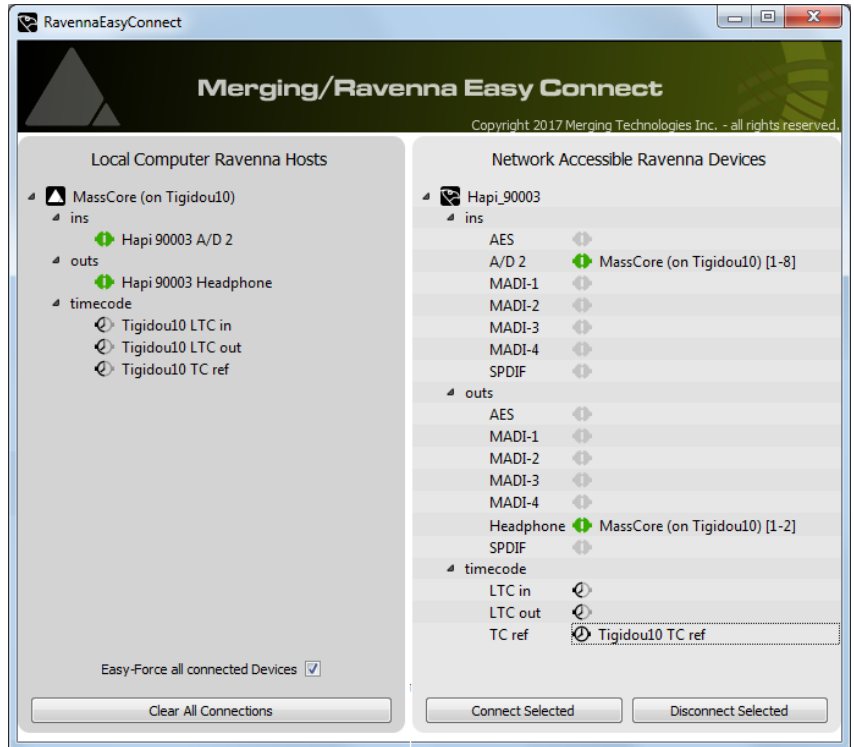 RavennaEasyConnect
Merging/Ravenna Easy Connect
Copyright 2017 Merging Technologies Inc. - all rights reserved.
Local Computer Ravenna Hosts
MassCore (on Tigidou10)
ins
Hapi 90003 A/D 2
outs
Hapi 90003 Headphone
timecode
Tigidou10 LTC in
Tigidou10 LTC out
Tigidou10 TC ref
Easy-Force all connected Devices
Clear All Connections
Network Accessible Ravenna Devices
Hapi_90003
ins
AES
A/D 2 MassCore (on Tigidou10) [1-8]
MADI-1
MADI-2
MADI-3
MADI-4
SPDIF
outs
AES
MADI-1
MADI-2
MADI-3
MADI-4
Headphone MassCore (on Tigidou10) [1-2]
SPDIF
timecode
LTC in
LTC out
TC ref Tigidou10 TC ref
Connect Selected Disconnect Selected